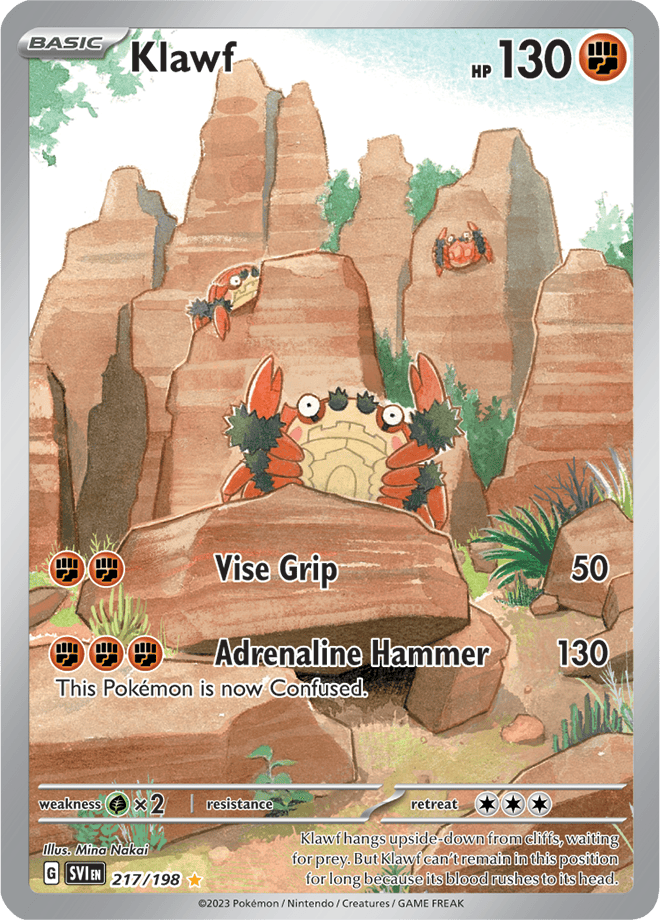 BASIC Klawf HP 130
Vise Grip 50
Adrenaline Hammer 130
This Pokémon is now Confused.
weakness ×2 resistance retreat
Illus. Mina Nakai
Klawf hangs upside-down from cliffs, waiting
for prey. But Klawf can't remain in this position
for long because its blood rushes to its head.
G SVI EN 217/198
©2023 Pokémon / Nintendo / Creatures / GAME FREAK